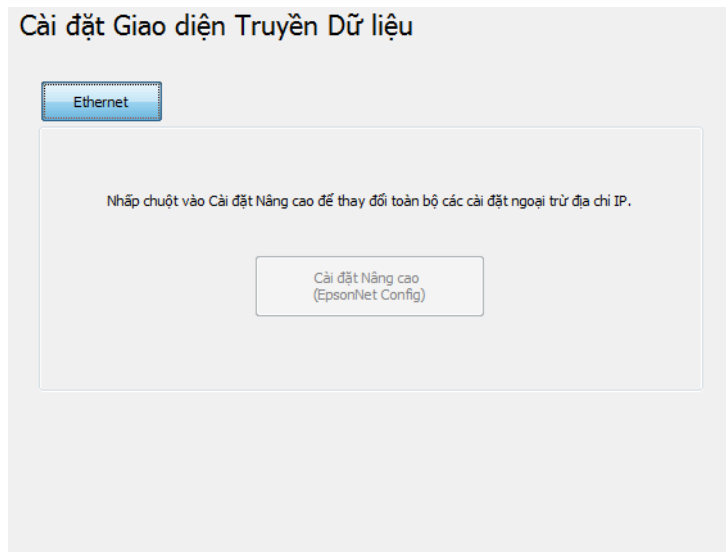 Cài đặt Giao diện Truyền Dữ liệu
Ethernet
Nhấp chuột vào Cài đặt Nâng cao để thay đổi toàn bộ các cài đặt ngoại trừ địa chỉ IP.
Cài đặt Nâng cao
(EpsonNet Config)